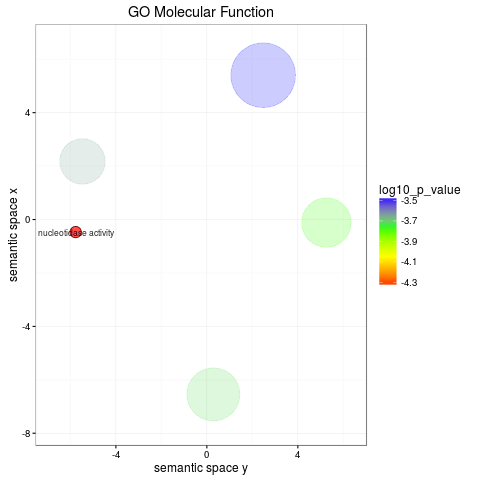 GO Molecular Function
semantic space x
4
0
-4
-8
nucleotidase activity
-4
0
4
semantic space y
log10_p_value
-3.5
-3.7
-3.9
-4.1
-4.3